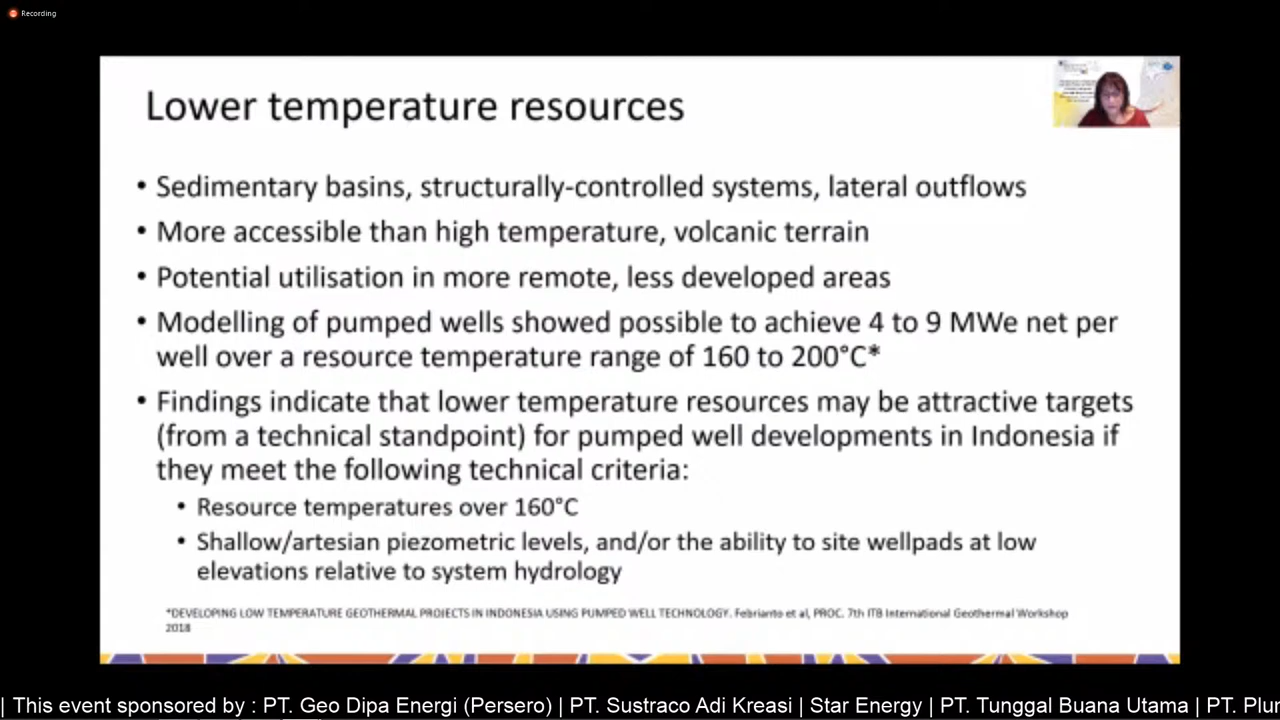 Recording
Lower temperature resources
• Sedimentary basins, structurally-controlled systems, lateral outflows
• More accessible than high temperature, volcanic terrain
• Potential utilisation in more remote, less developed areas
• Modelling of pumped wells showed possible to achieve 4 to 9 MWe net per
well over a resource temperature range of 160 to 200°C*
• Findings indicate that lower temperature resources may be attractive targets
(from a technical standpoint) for pumped well developments in Indonesia if
they meet the following technical criteria:
• Resource temperatures over 160°C
• Shallow/artesian piezometric levels, and/or the ability to site wellpads at low
elevations relative to system hydrology
*DEVELOPING LOW TEMPERATURE GEOTHERMAL PROJECTS IN INDONESIA USING PUMPED WELL TECHNOLOGY. Febrianto et al, PROC. 7th ITB International Geothermal Workshop
2018
| This event sponsored by : PT. Geo Dipa Energi (Persero) | PT. Sustraco Adi Kreasi | Star Energy | PT. Tunggal Buana Utama | PT. Plu